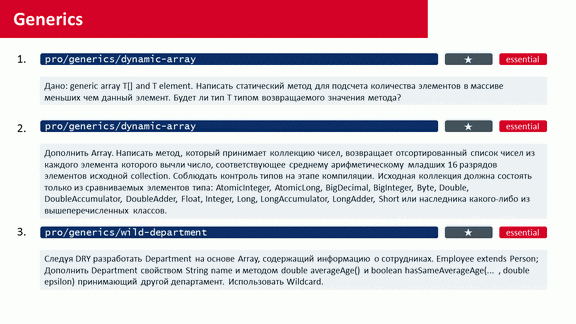 Generics
1. pro/generics/dynamic-array ★ essential
Дано: generic array T[] and T element. Написать статический метод для подсчета количества элементов в массиве
меньших чем данный элемент. Будет ли тип T типом возвращаемого значения метода?
2. pro/generics/dynamic-array ★ essential
Дополнить Array. Написать метод, который принимает коллекцию чисел, возвращает отсортированный список чисел из
каждого элемента которого вычли число, соответствующее среднему арифметическому младших 16 разрядов
элементов исходной collection. Соблюдать контроль типов на этапе компиляции. Исходная коллекция должна состоять
только из сравниваемых элементов типа: AtomicInteger, AtomicLong, BigDecimal, BigInteger, Byte, Double,
DoubleAccumulator, DoubleAdder, Float, Integer, Long, LongAccumulator, LongAdder, Short или наследника какого-либо из
вышеперечисленных классов.
3. pro/generics/wild-department ★ essential
Следуя DRY разработать Department на основе Array, содержащий информацию о сотрудниках. Employee extends Person;
Дополнить Department свойством String name и методом double averageAge() и boolean hasSameAverageAge(... , double
epsilon) принимающий другой департамент. Использовать Wildcard.